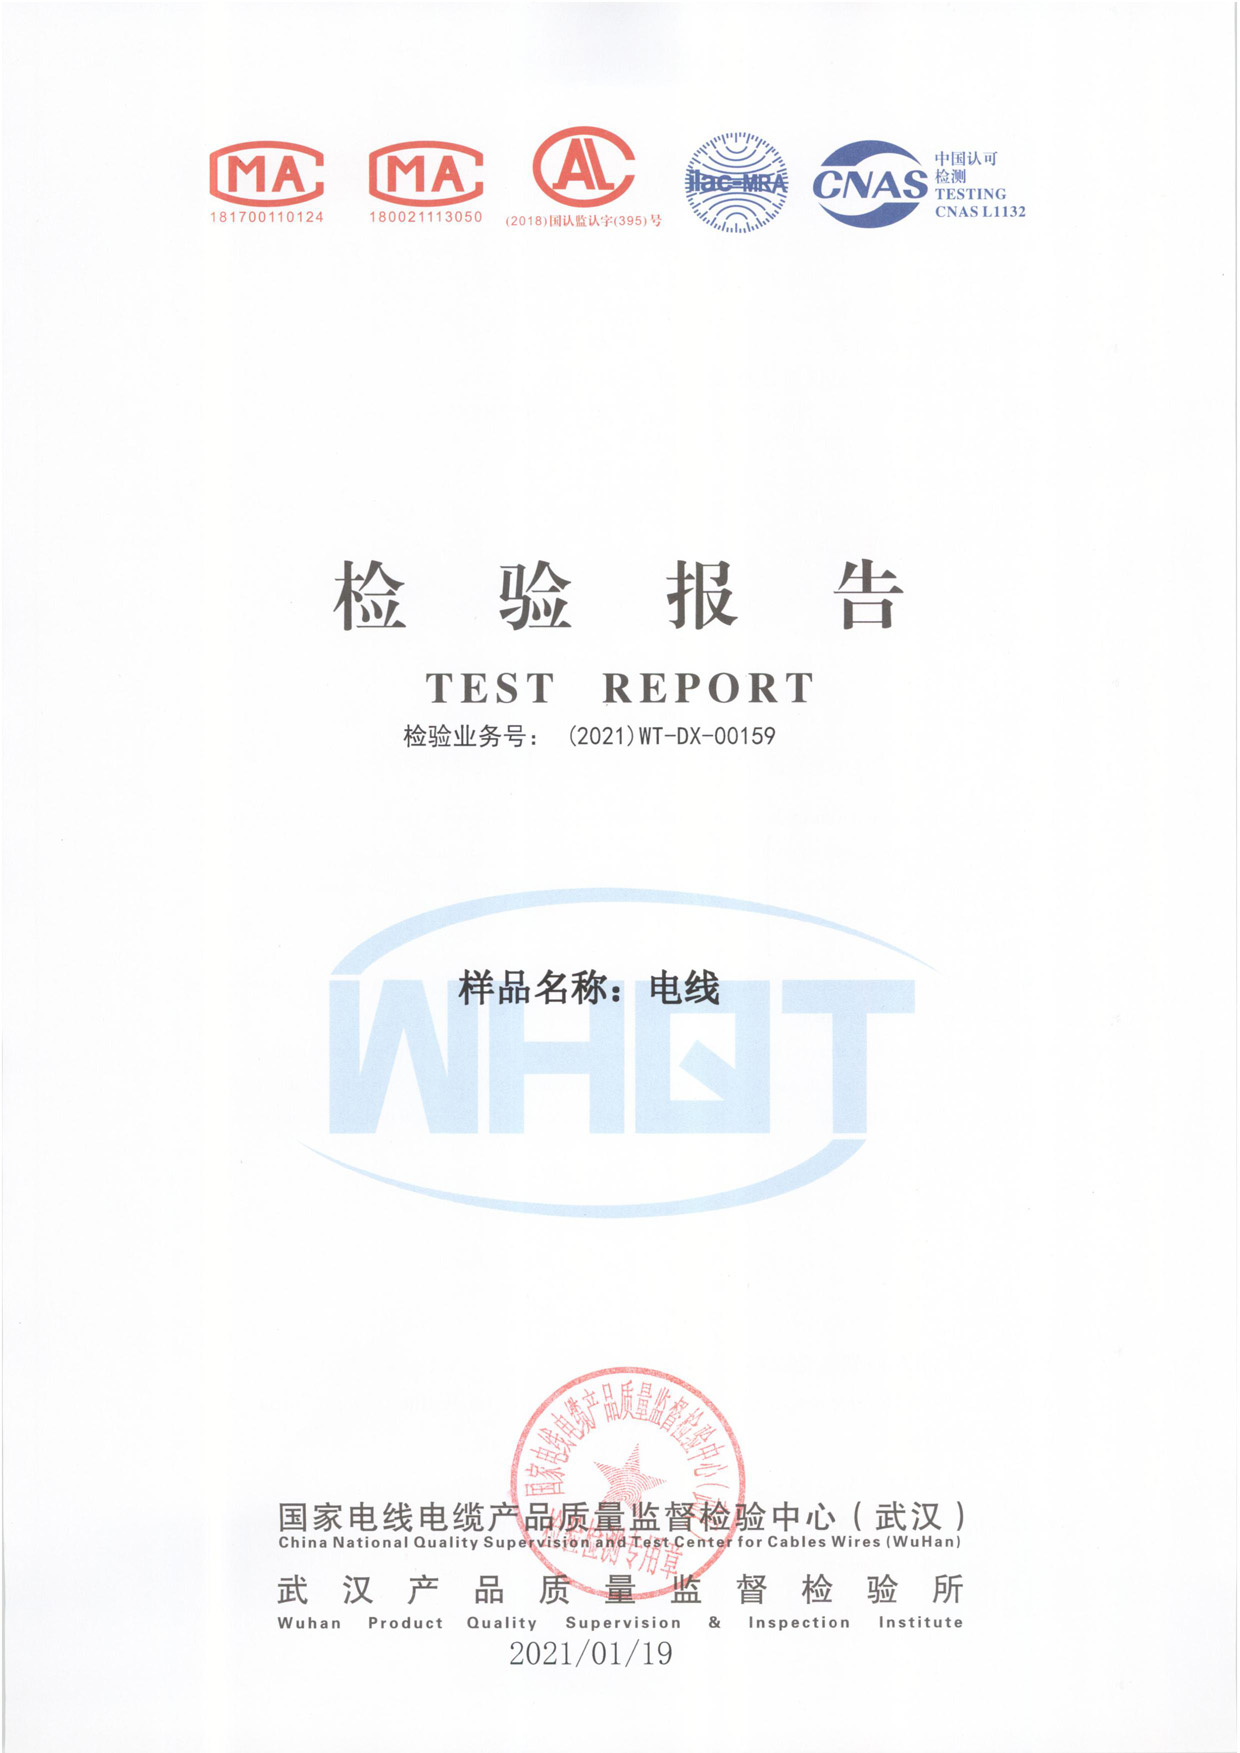 MA MA AL ilac-MRA CNAS 中国认可
检测
TESTING
CNAS L1132
181700110124 180021113050 (2018)国认监认字(395)号
检验报告
TEST REPORT
检验业务号： (2021)WT-DX-00159
WHQT
样品名称：电线
国家电线电缆产品质量监督检验中心（武汉）
检验检测专用章
国家电线电缆产品质量监督检验中心（武汉）
China National Quality Supervision and Test Center for Cables Wires (WuHan)
武汉产品质量监督检验所
Wuhan Product Quality Supervision & Inspection Institute
2021/01/19